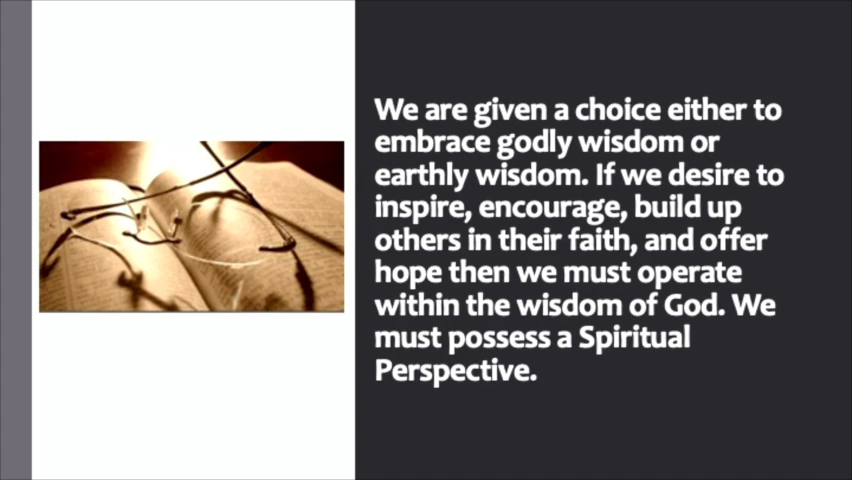 We are given a choice either to
embrace godly wisdom or
earthly wisdom. If we desire to
inspire, encourage, build up
others in their faith, and offer
hope then we must operate
within the wisdom of God. We
must possess a Spiritual
Perspective.